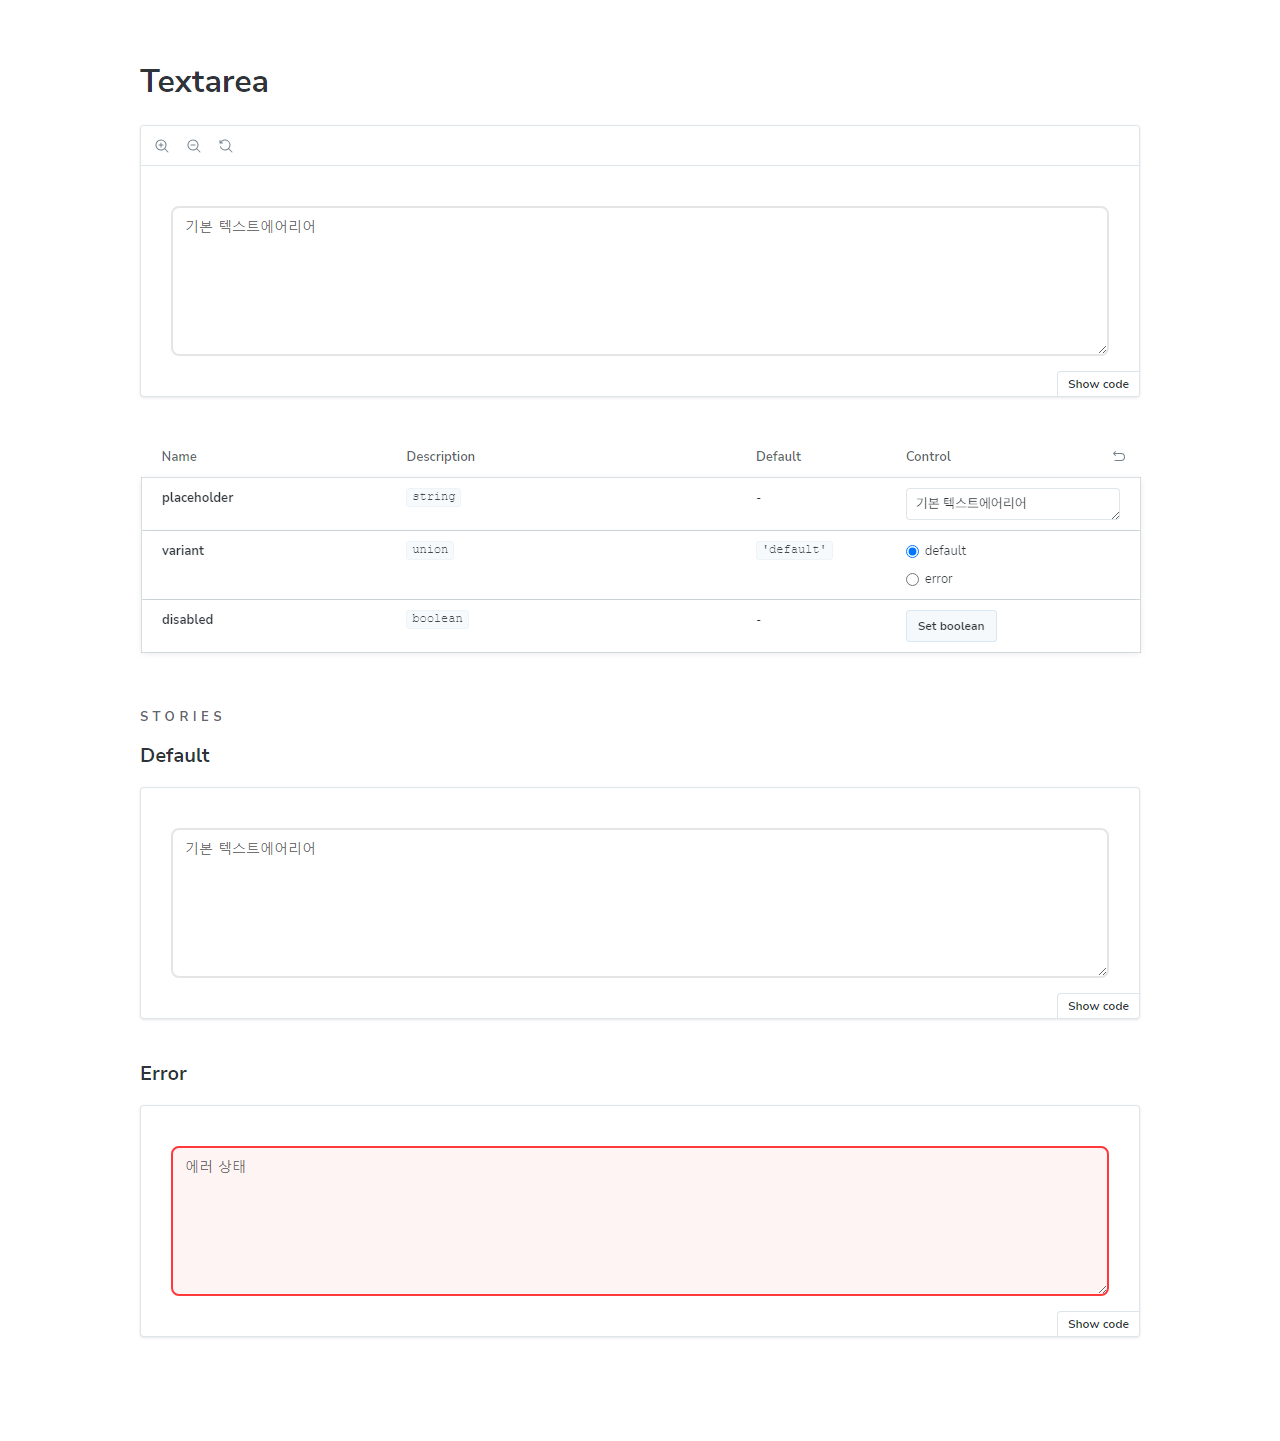 Textarea
기본 텍스트에어리어
Show code
Name Description Default Control
placeholder string - 기본 텍스트에어리어
variant union 'default' default
error
disabled boolean - Set boolean
STORIES
Default
기본 텍스트에어리어
Show code
Error
에러 상태
Show code